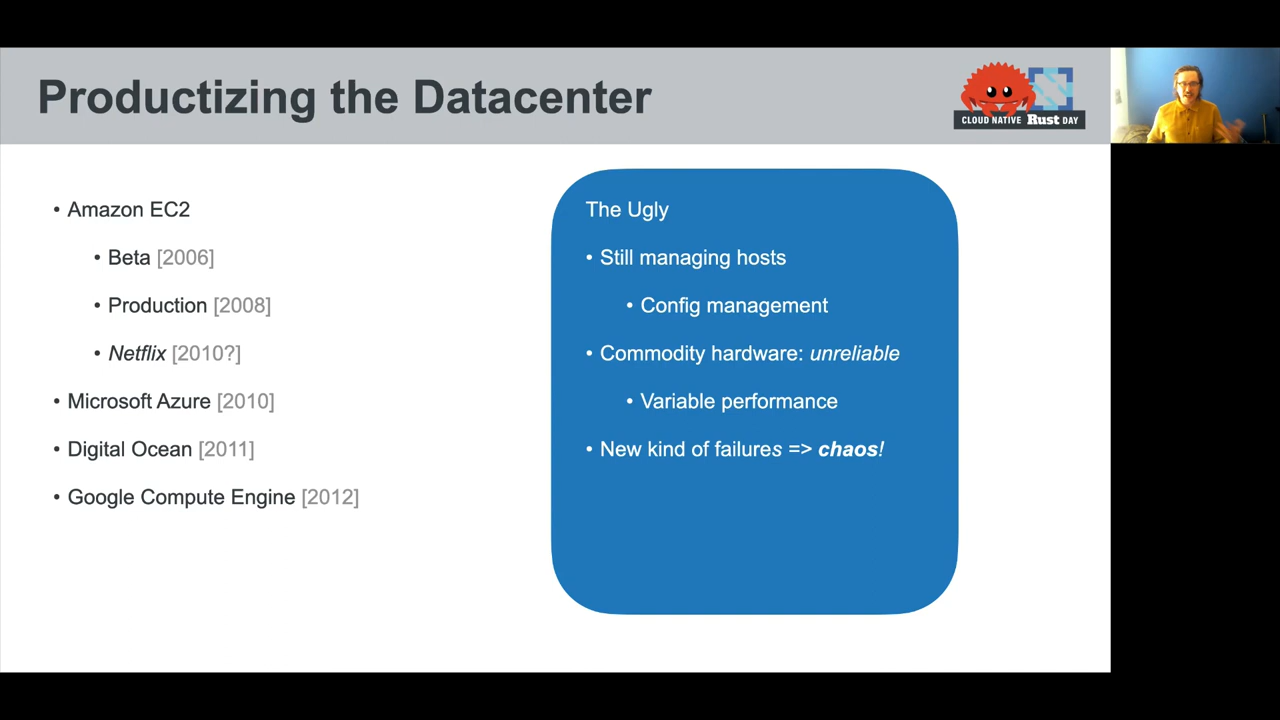 Productizing the Datacenter
CLOUD NATIVE Rust DAY
• Amazon EC2
• Beta [2006]
• Production [2008]
• Netflix [2010?]
• Microsoft Azure [2010]
• Digital Ocean [2011]
• Google Compute Engine [2012]
The Ugly
• Still managing hosts
• Config management
• Commodity hardware: unreliable
• Variable performance
• New kind of failures => chaos!